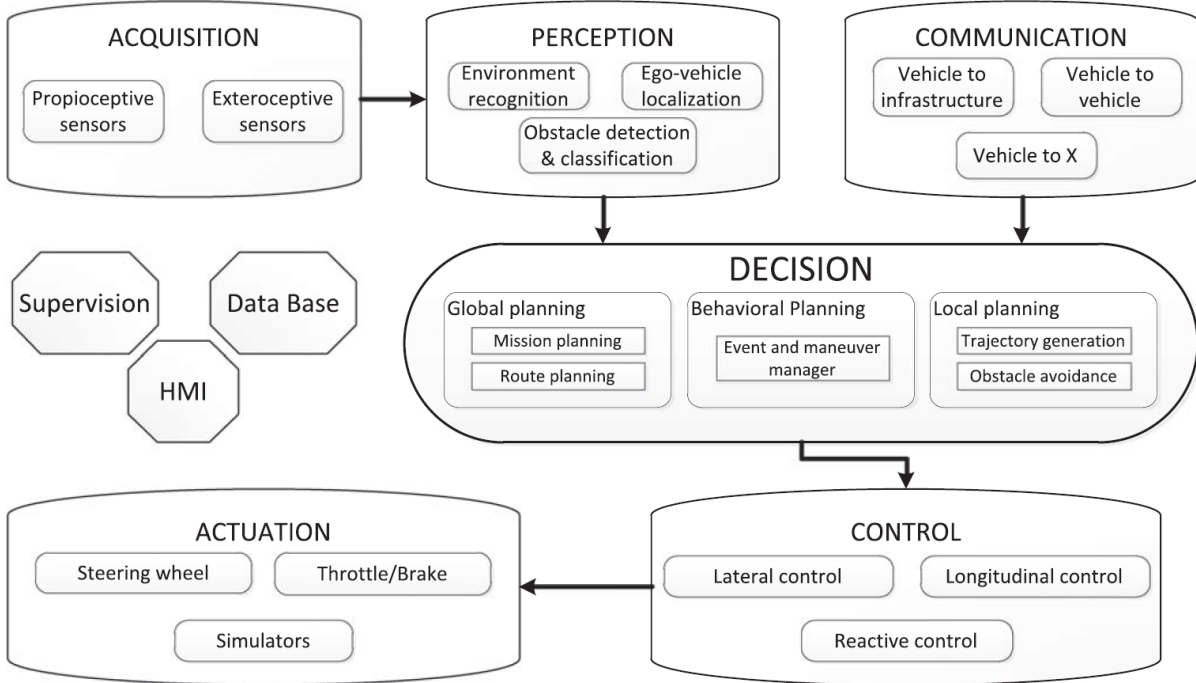 ACQUISITION
Propioceptive
sensors
Exteroceptive
sensors
PERCEPTION
Environment
recognition
Ego-vehicle
localization
Obstacle detection
& classification
COMMUNICATION
Vehicle to
infrastructure
Vehicle to
vehicle
Vehicle to X
Supervision
Data Base
HMI
DECISION
Global planning
Mission planning
Route planning
Behavioral Planning
Event and maneuver
manager
Local planning
Trajectory generation
Obstacle avoidance
ACTUATION
Steering wheel
Throttle/Brake
Simulators
CONTROL
Lateral control
Longitudinal control
Reactive control